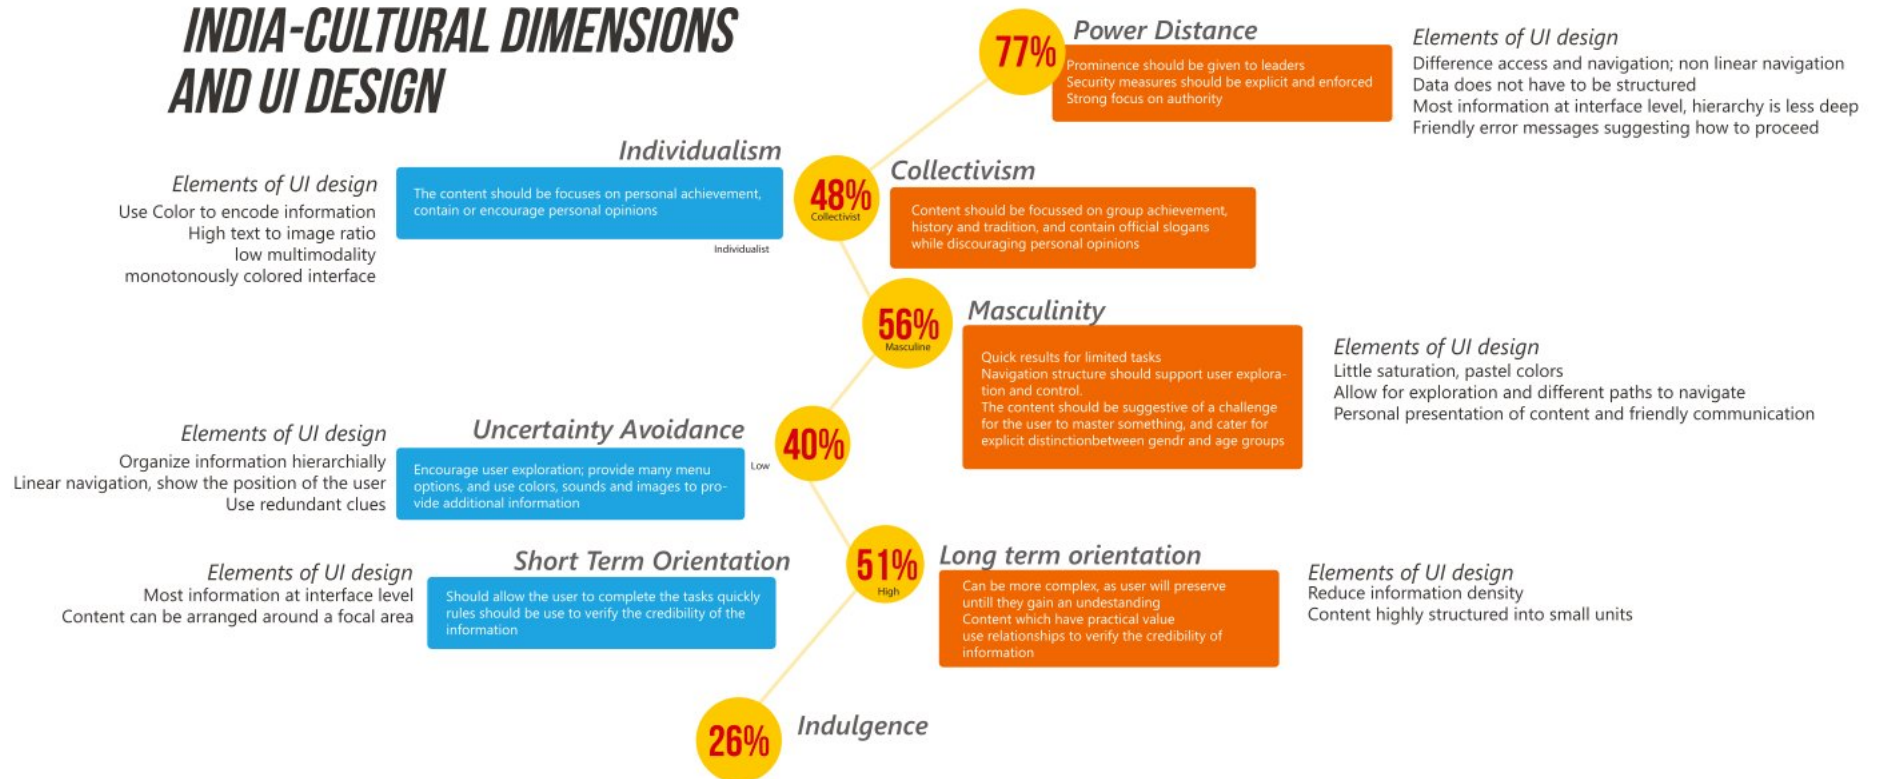 INDIA-CULTURAL DIMENSIONS
AND UI DESIGN
77%
Power Distance
Prominence should be given to leaders
Security measures should be explicit and enforced
Strong focus on authority
Elements of UI design
Difference access and navigation; non linear navigation
Data does not have to be structured
Most information at interface level, hierarchy is less deep
Friendly error messages suggesting how to proceed
Individualism
Elements of UI design
Use Color to encode information
High text to image ratio
low multimodality
monotonously colored interface
The content should be focuses on personal achievement,
contain or encourage personal opinions
Individualist
48%
Collectivist
Collectivism
Content should be focussed on group achievement,
history and tradition, and contain official slogans
while discouraging personal opinions
56%
Masculine
Masculinity
Quick results for limited tasks
Navigation structure should support user explora-
tion and control.
The content should be suggestive of a challenge
for the user to master something, and cater for
explicit distinctionbetween gendr and age groups
Elements of UI design
Little saturation, pastel colors
Allow for exploration and different paths to navigate
Personal presentation of content and friendly communication
Elements of UI design
Organize information hierarchially
Linear navigation, show the position of the user
Use redundant clues
Uncertainty Avoidance
Encourage user exploration; provide many menu
options, and use colors, sounds and images to pro-
vide additional information
Low
40%
Elements of UI design
Most information at interface level
Content can be arranged around a focal area
Short Term Orientation
Should allow the user to complete the tasks quickly
rules should be use to verify the credibility of the
information
51%
High
Long term orientation
Can be more complex, as user will preserve
untill they gain an undestanding
Content which have practical value
use relationships to verify the credibility of
information
Elements of UI design
Reduce information density
Content highly structured into small units
26%
Indulgence